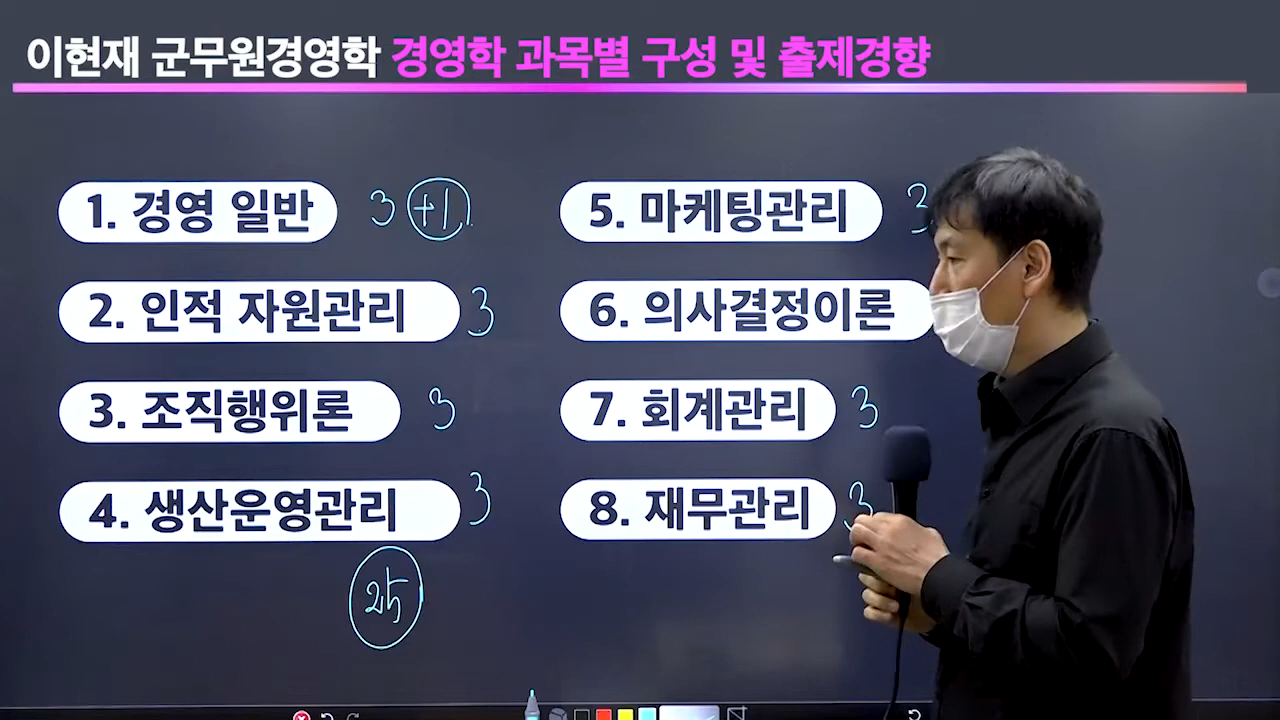 이현재 군무원경영학 경영학 과목별 구성 및 출제경향
1. 경영 일반 3 +1
2. 인적 자원관리 3
3. 조직행위론 3
4. 생산운영관리 3
25
5. 마케팅관리 3
6. 의사결정이론
7. 회계관리 3
8. 재무관리 3